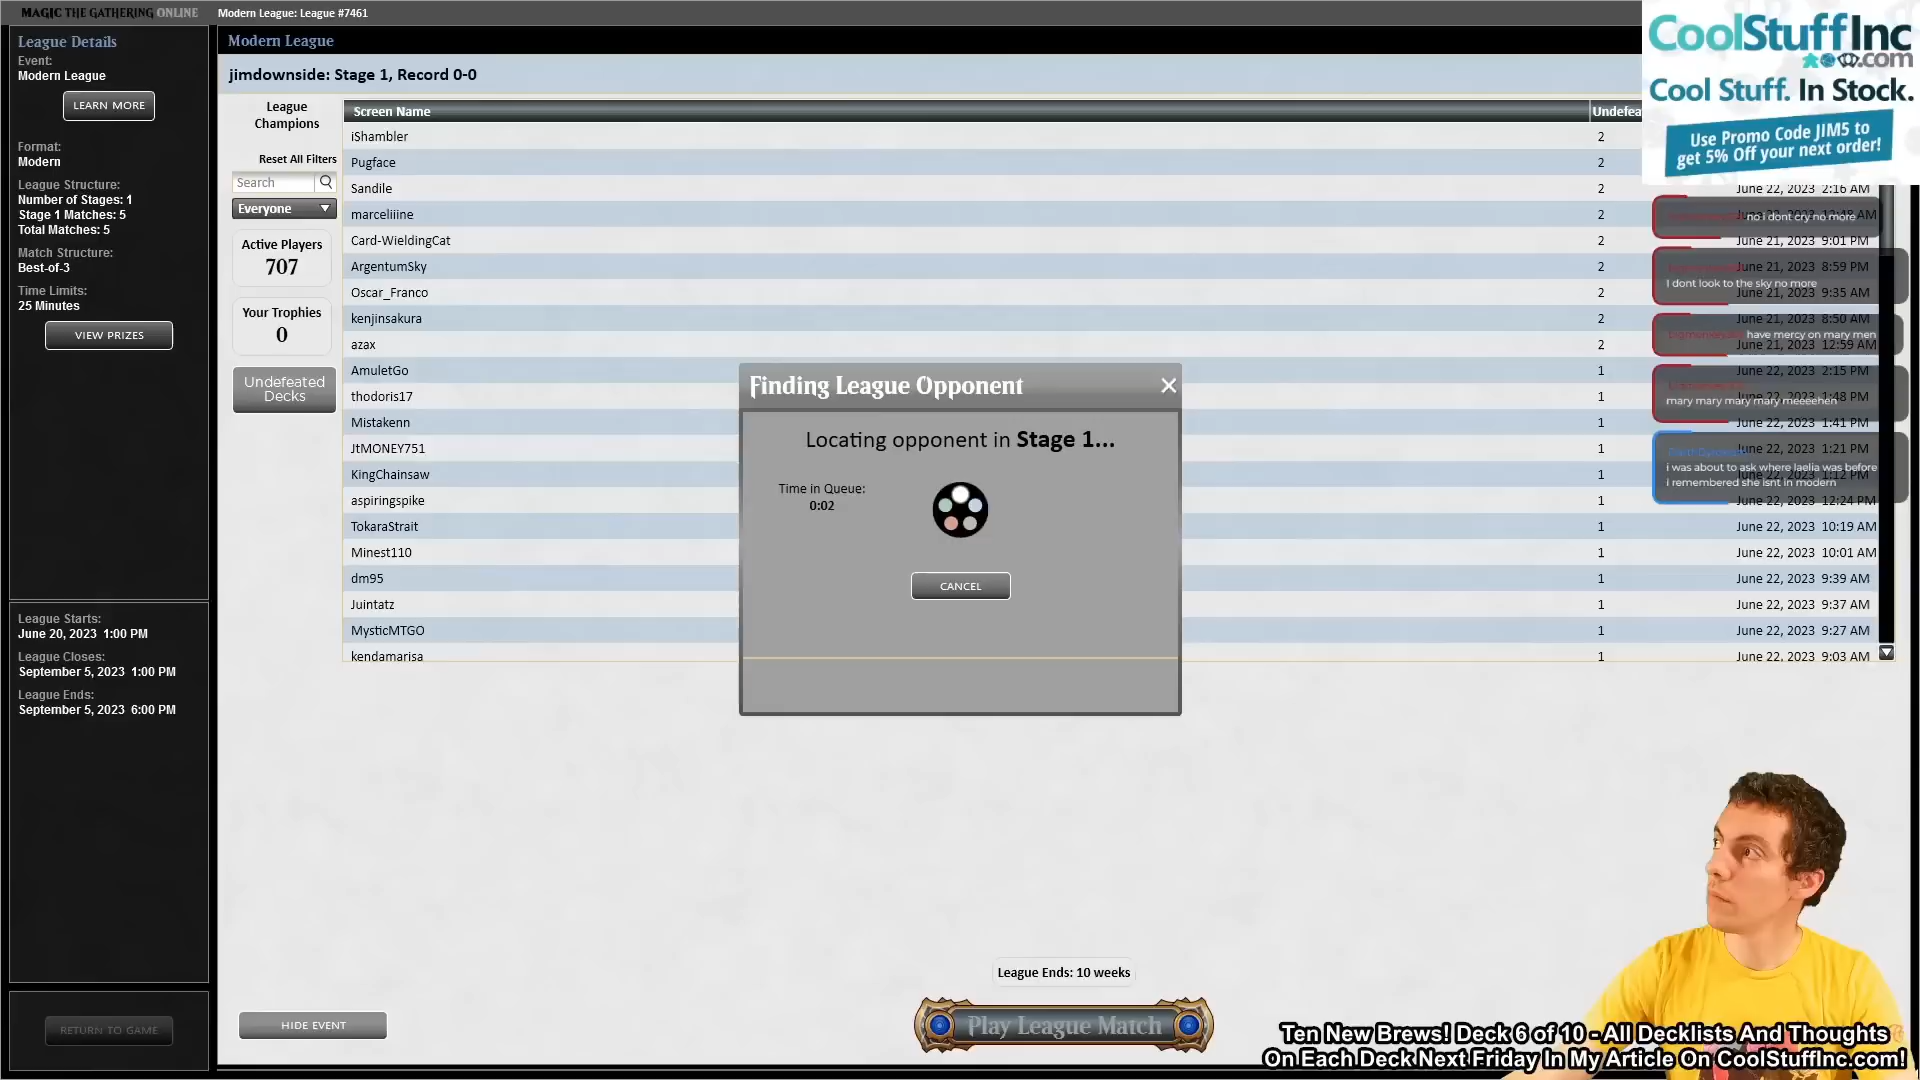 MAGIC THE GATHERING ONLINE
Modern League: League #7461
League Details
Event:
Modern League
LEARN MORE
Format:
Modern
League Structure:
Number of Stages: 1
Stage 1 Matches: 5
Total Matches: 5
Match Structure:
Best-of-3
Time Limits:
25 Minutes
VIEW PRIZES
League Starts:
June 20, 2023 1:00 PM
League Closes:
September 5, 2023 1:00 PM
League Ends:
September 5, 2023 6:00 PM
RETURN TO GAME
Modern League
jimdownside: Stage 1, Record 0-0
League
Champions
Reset All Filters
Search
Everyone
Active Players
707
Your Trophies
0
Undefeated
Decks
Screen Name Undefea
iShambler 2
Pugface 2
Sandile 2 June 22, 2023 2:16 AM
marceliiine 2
Card-WieldingCat 2 June 21, 2023 9:01 PM
ArgentumSky 2 June 21, 2023 8:59 PM
Oscar_Franco 2 June 21, 2023 9:35 AM
kenjinsakura 2 June 21, 2023 8:50 AM
azax 2 June 21, 2023 12:59 AM
AmuletGo 1 June 22, 2023 2:15 PM
thodoris17 1 1:48 PM
Mistakenn 1 June 22, 2023 1:41 PM
JtMONEY751 1 June 22, 2023 1:21 PM
KingChainsaw 1 June 22, 2023 1:12 PM
aspiringspike 1 June 22, 2023 12:24 PM
TokaraStrait 1 June 22, 2023 10:19 AM
Minest110 1 June 22, 2023 10:01 AM
dm95 1 June 22, 2023 9:39 AM
Juintatz 1 June 22, 2023 9:37 AM
MysticMTGO 1 June 22, 2023 9:27 AM
kendamarisa 1 June 22, 2023 9:03 AM
no i dont cry no more
I dont look to the sky no more
have mercy on mary men
mary mary mary mary meeeehen
i was about to ask where laelia was before
i remembered she isnt in modern
Finding League Opponent
Locating opponent in Stage 1...
Time in Queue:
0:02
CANCEL
League Ends: 10 weeks
HIDE EVENT
Play League Match
CoolStuffInc
.com
Cool Stuff. In Stock.
Use Promo Code JIM5 to
get 5% Off your next order!
Ten New Brews! Deck 6 of 10 - All Decklists And Thoughts
On Each Deck Next Friday In My Article On CoolStuffInc.com!